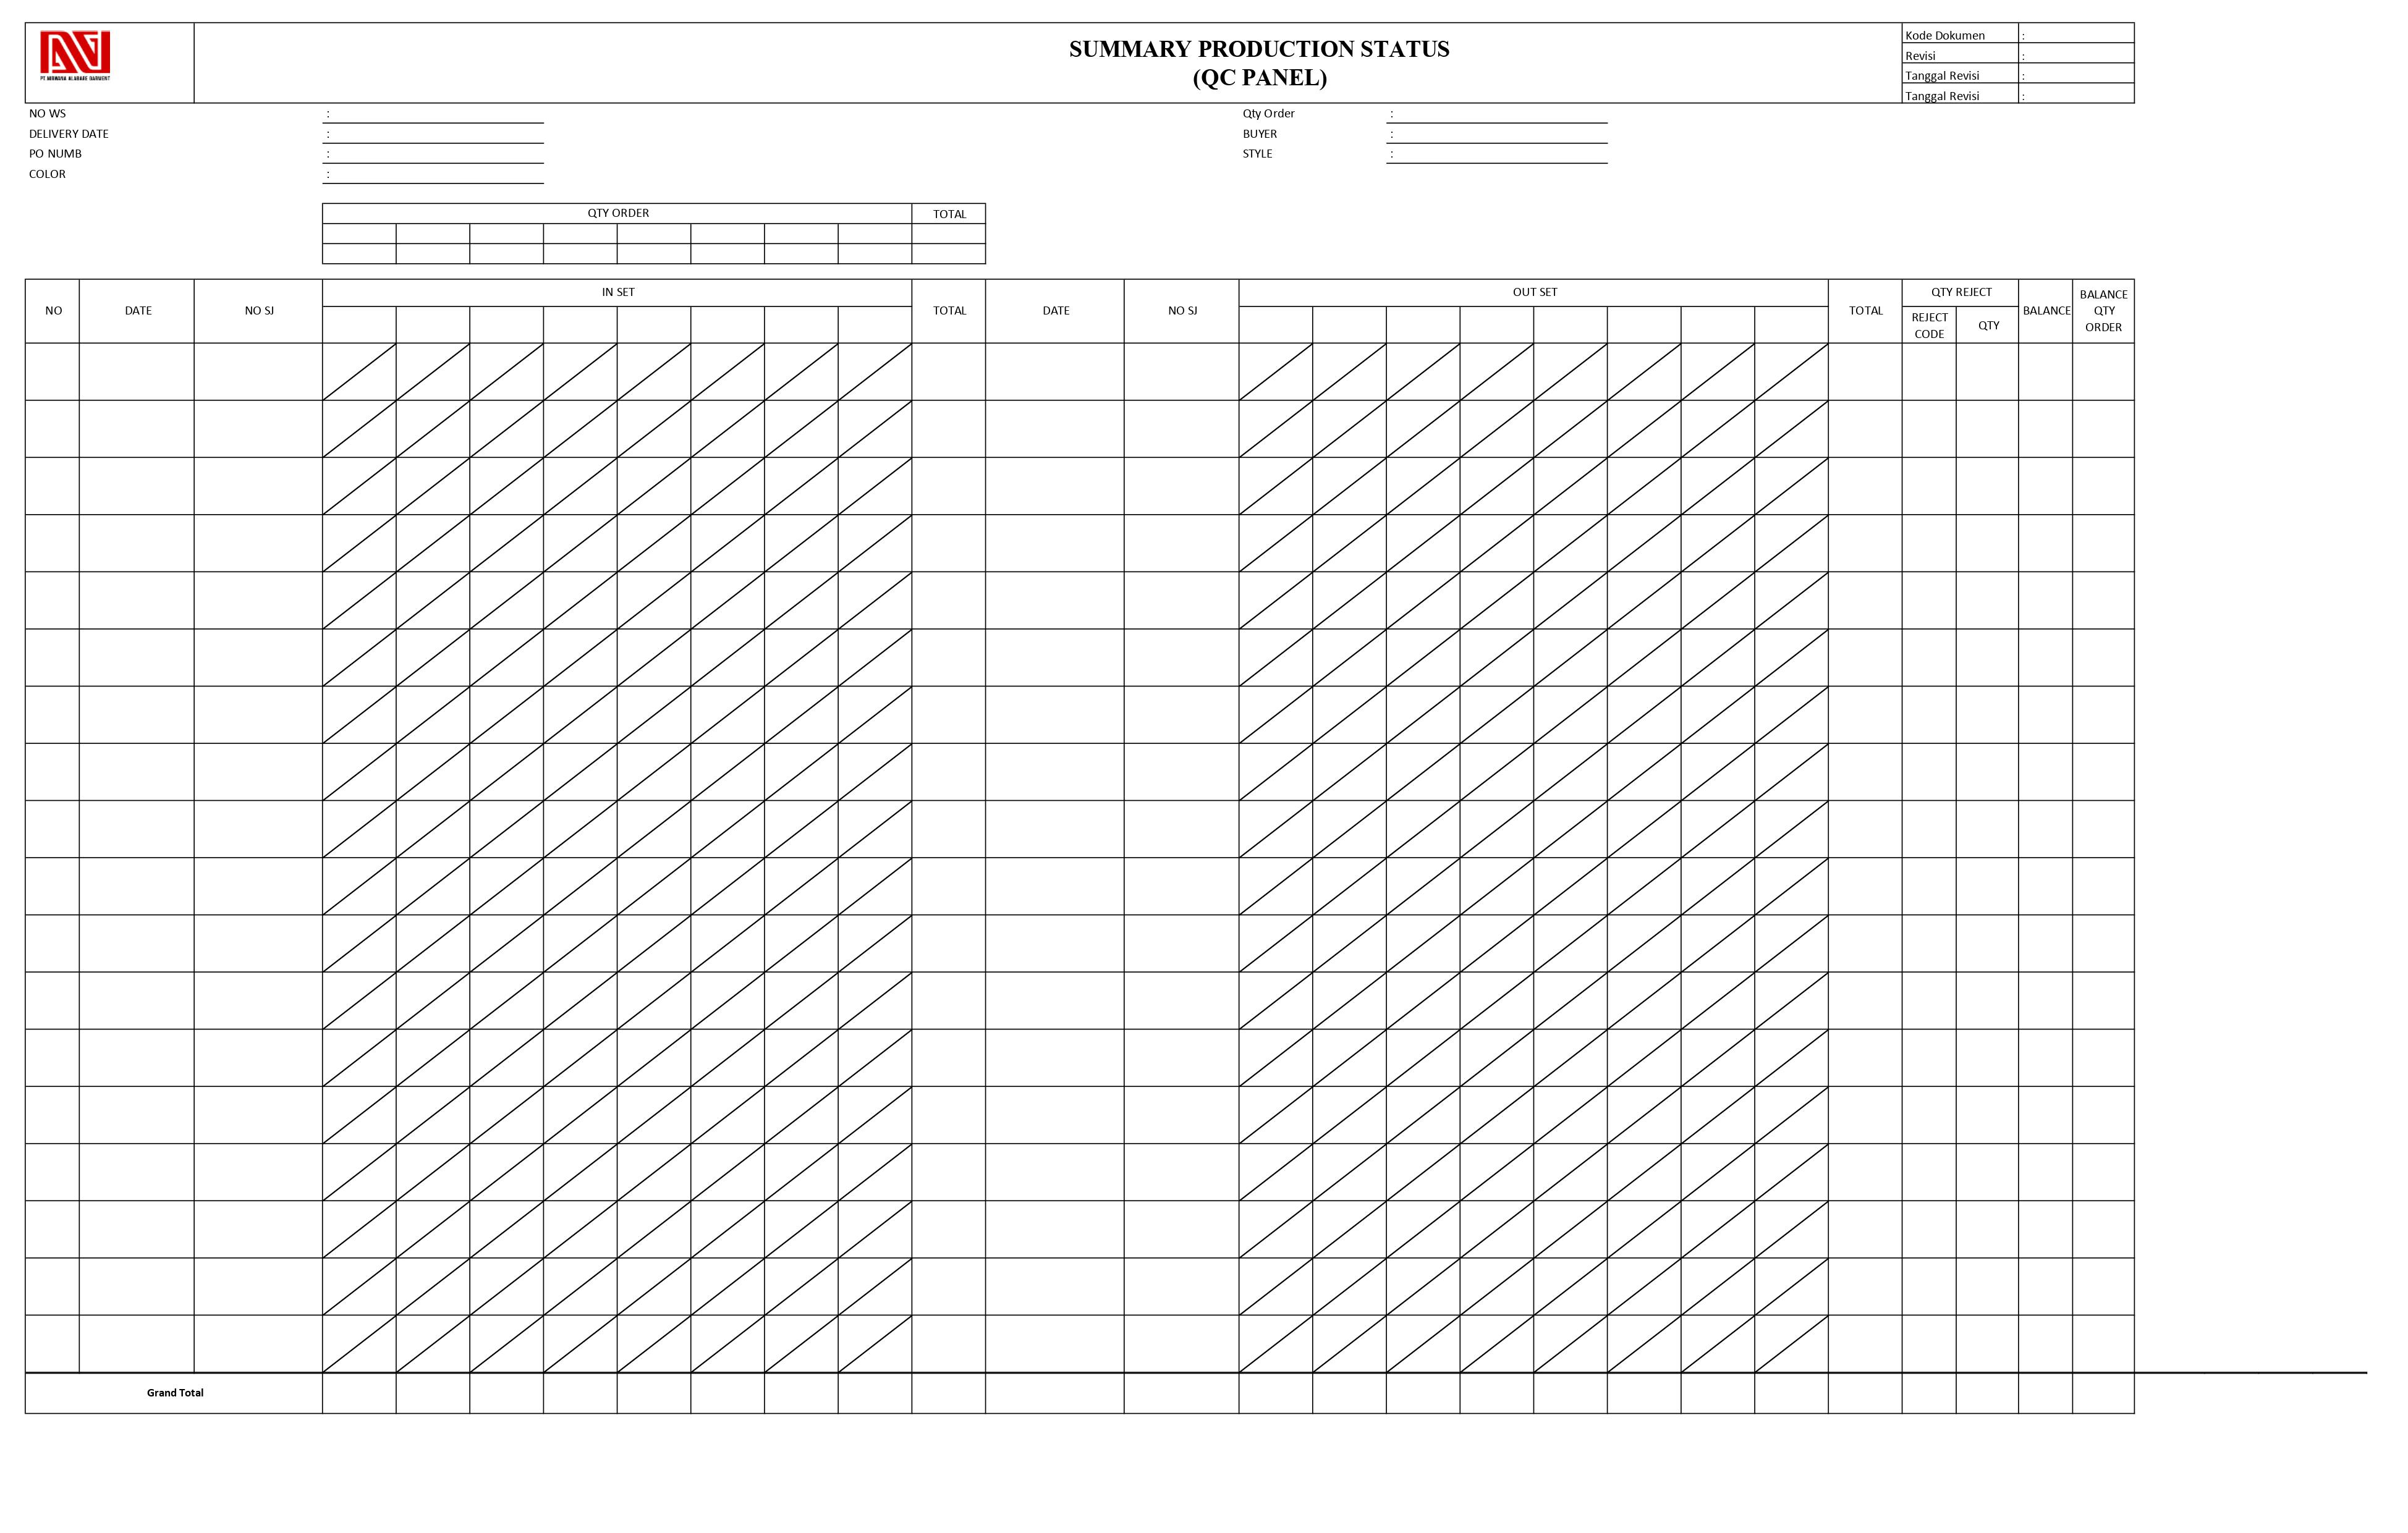 PT NIRWANA ALABARE GARMENT
SUMMARY PRODUCTION STATUS
(QC PANEL)
Kode Dokumen :
Revisi :
Tanggal Revisi :
Tanggal Revisi :
NO WS : Qty Order :
DELIVERY DATE : BUYER :
PO NUMB : STYLE :
COLOR :
QTY ORDER TOTAL
NO DATE NO SJ IN SET TOTAL DATE NO SJ OUT SET TOTAL QTY REJECT BALANCE BALANCE QTY ORDER
REJECT CODE QTY
Grand Total